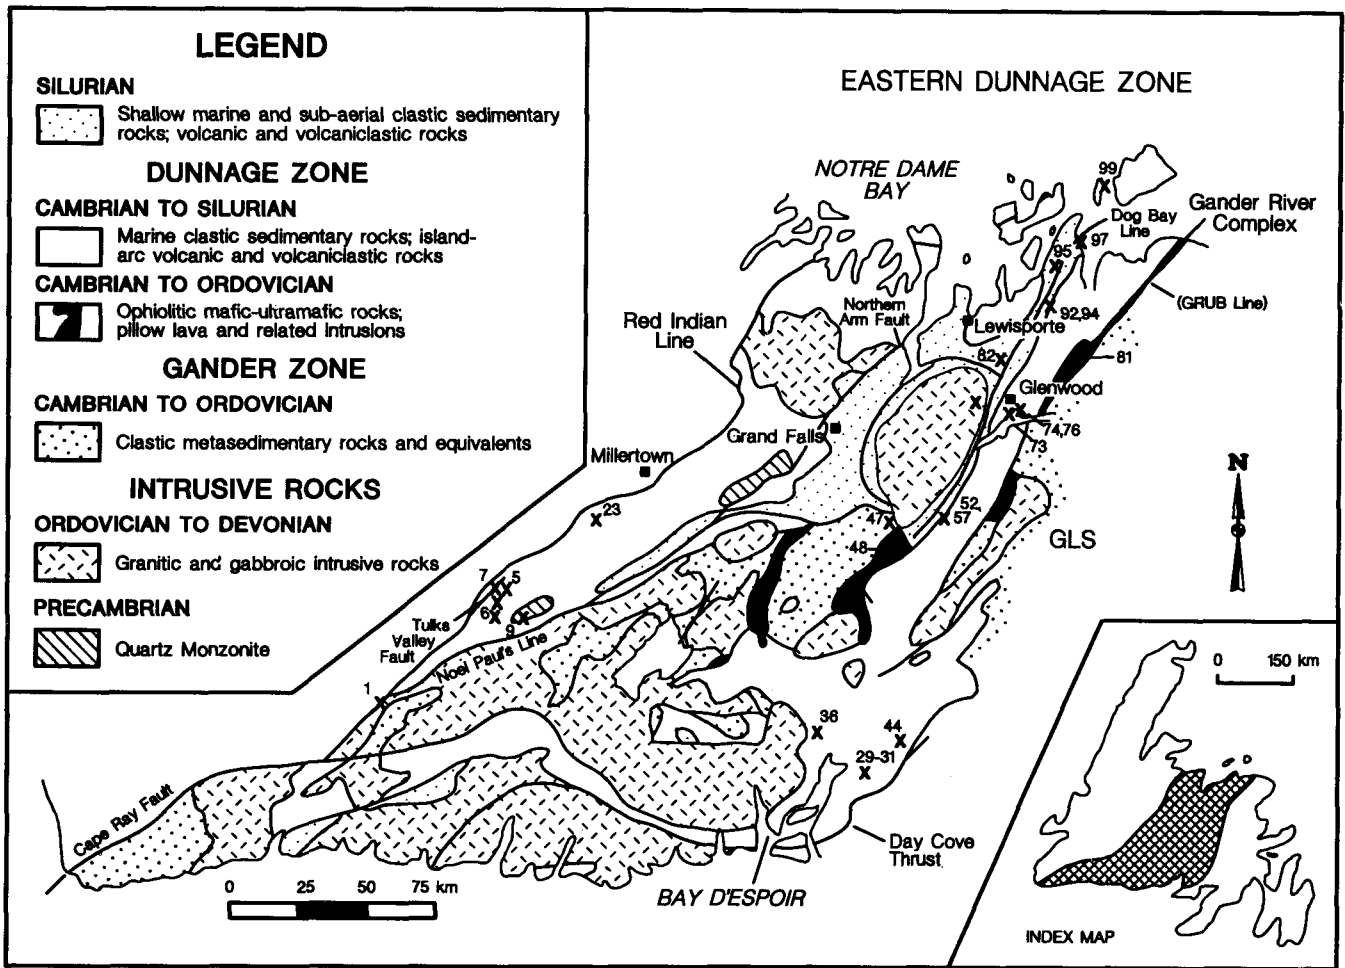 LEGEND
SILURIAN
Shallow marine and sub-aerial clastic sedimentary
rocks; volcanic and volcaniclastic rocks
DUNNAGE ZONE
CAMBRIAN TO SILURIAN
Marine clastic sedimentary rocks; island-
arc volcanic and volcaniclastic rocks
CAMBRIAN TO ORDOVICIAN
Ophiolitic mafic-ultramafic rocks;
pillow lava and related intrusions
GANDER ZONE
CAMBRIAN TO ORDOVICIAN
Clastic metasedimentary rocks and equivalents
INTRUSIVE ROCKS
ORDOVICIAN TO DEVONIAN
Granitic and gabbroic intrusive rocks
PRECAMBRIAN
Quartz Monzonite
EASTERN DUNNAGE ZONE
NOTRE DAME
BAY
99
Gander River
Complex
Dog Bay
Line
97
95
(GRUB Line)
Northern
Arm Fault
92,94
Lewisporte
Red Indian
Line
82
81
Glenwood
74,76
73
Grand Falls
Millertown
23
52,
57
47
48
GLS
N
7
5
6
9
Tulks
Valley
Fault
Noel Paul's Line
1
36
44
29-31
Cape Ray Fault
Day Cove
Thrust
BAY D'ESPOIR
0 25 50 75 km
0 150 km
INDEX MAP